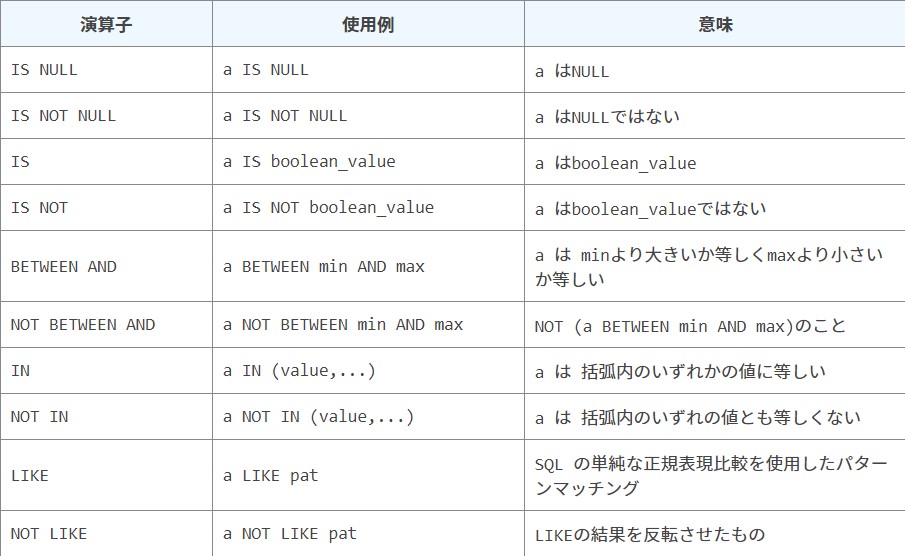 演算子 使用例 意味
IS NULL a IS NULL a はNULL
IS NOT NULL a IS NOT NULL a はNULLではない
IS a IS boolean_value a はboolean_value
IS NOT a IS NOT boolean_value a はboolean_valueではない
BETWEEN AND a BETWEEN min AND max a は minより大きいか等しくmaxより小さい
か等しい
NOT BETWEEN AND a NOT BETWEEN min AND max NOT (a BETWEEN min AND max)のこと
IN a IN (value,...) a は 括弧内のいずれかの値に等しい
NOT IN a NOT IN (value,...) a は 括弧内のいずれの値とも等しくない
LIKE a LIKE pat SQL の単純な正規表現比較を使用したパター
ンマッチング
NOT LIKE a NOT LIKE pat LIKEの結果を反転させたもの